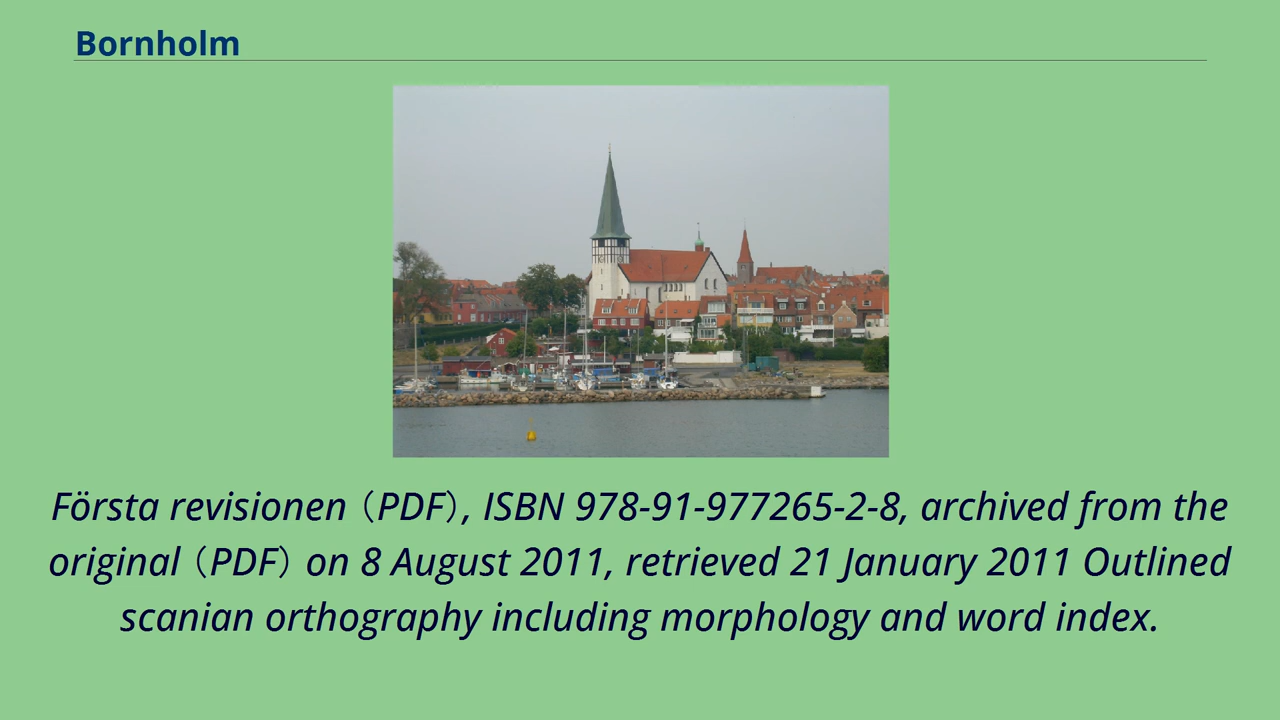 Bornholm
Första revisionen（PDF）, ISBN 978-91-977265-2-8, archived from the
original（PDF）on 8 August 2011, retrieved 21 January 2011 Outlined
scanian orthography including morphology and word index.